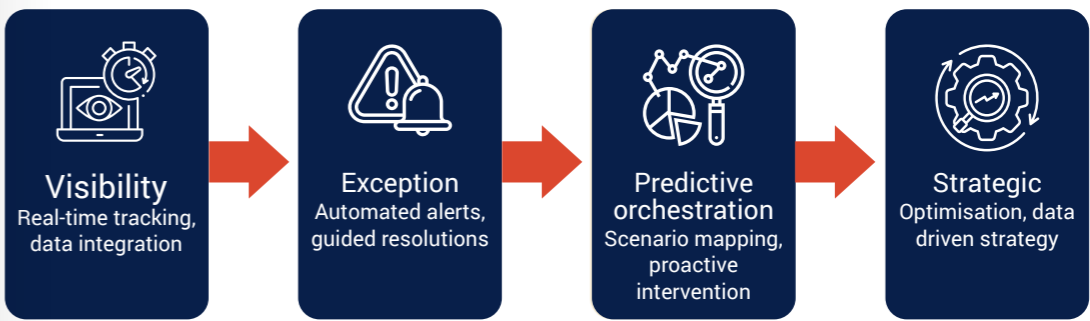 Visibility
Real-time tracking,
data integration
Exception
Automated alerts,
guided resolutions
Predictive
orchestration
Scenario mapping,
proactive
intervention
Strategic
Optimisation, data
driven strategy